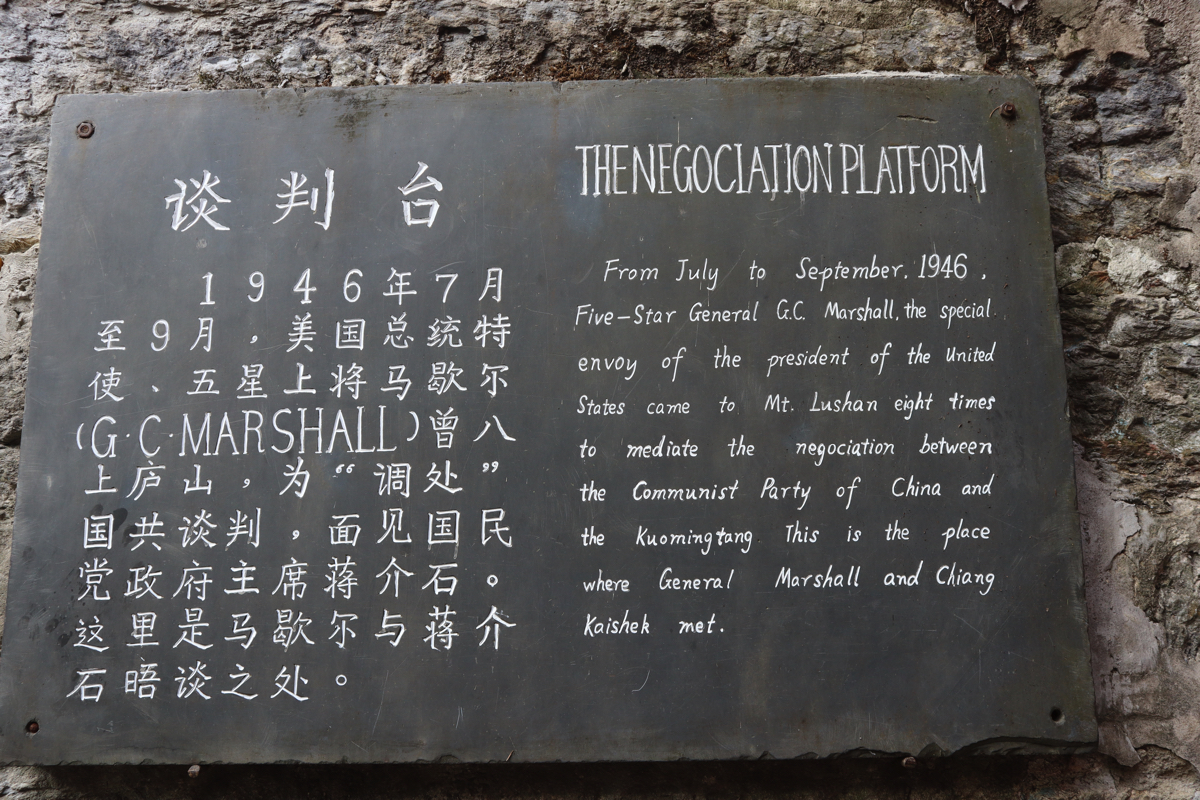 谈判台
1946年7月
至9月，美国总统特
使、五星上将马歇尔
(G·C·MARSHALL)曾八
上庐山，为“调处”
国共谈判，面见国民
党政府主席蒋介石。
这里是马歇尔与蒋介
石晤谈之处。
THE NEGOCIATION PLATFORM
From July to September. 1946 .
Five-Star General G.C. Marshall, the special
envoy of the president of the United
States came to Mt. Lushan eight times
to mediate the negociation between
the Communist Party of China and
the Kuomingtang This is the place
where General Marshall and Chiang
Kaishek met.